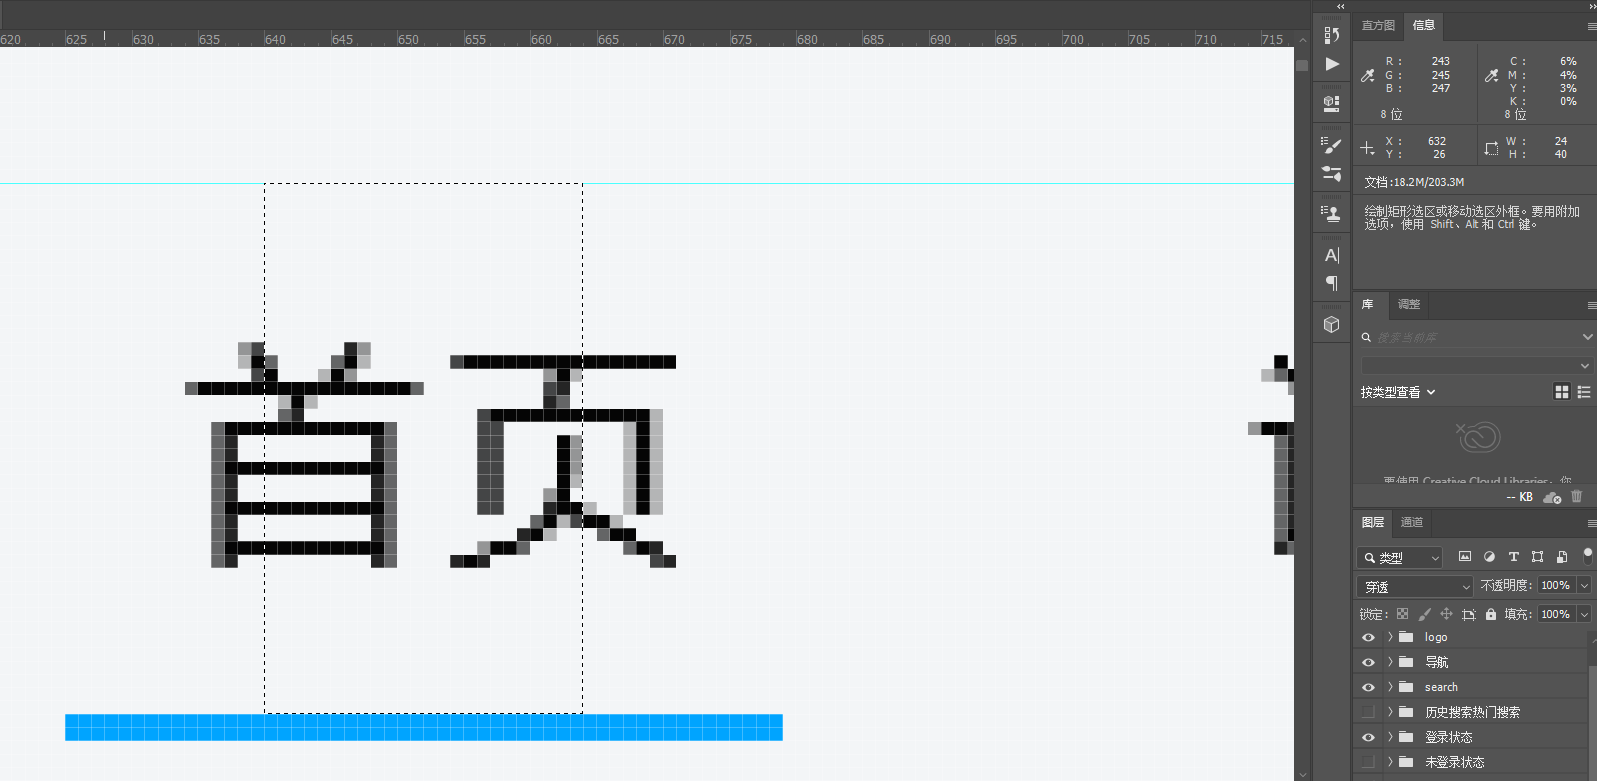 620 625 630 635 640 645 650 655 660 665 670 675 680 685 690 695 700 705 710 715
首页
直方图 信息
R : 243 C : 6%
G : 245 M : 4%
B : 247 Y : 3%
K : 0%
8 位 8 位
X : 632 W : 24
Y : 26 H : 40
文档:18.2M/203.3M
绘制矩形选区或移动选区外框。要用附加
选项，使用 Shift、Alt 和 Ctrl 键。
库 调整
搜索当前库
按类型查看
要使用 Creative Cloud Libraries，您
-- KB
图层 通道
类型
穿透 不透明度: 100%
锁定: 填充: 100%
logo
导航
search
历史搜索热门搜索
登录状态
未登录状态